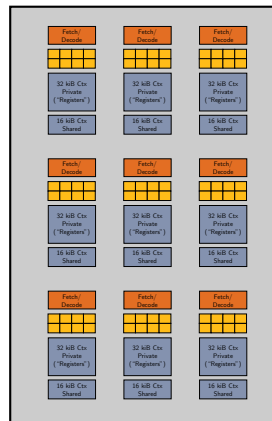 Fetch/
Decode
Fetch/
Decode
Fetch/
Decode
32 kiB Ctx
Private
("Registers")
32 kiB Ctx
Private
("Registers")
32 kiB Ctx
Private
("Registers")
16 kiB Ctx
Shared
16 kiB Ctx
Shared
16 kiB Ctx
Shared
Fetch/
Decode
Fetch/
Decode
Fetch/
Decode
32 kiB Ctx
Private
("Registers")
32 kiB Ctx
Private
("Registers")
32 kiB Ctx
Private
("Registers")
16 kiB Ctx
Shared
16 kiB Ctx
Shared
16 kiB Ctx
Shared
Fetch/
Decode
Fetch/
Decode
Fetch/
Decode
32 kiB Ctx
Private
("Registers")
32 kiB Ctx
Private
("Registers")
32 kiB Ctx
Private
("Registers")
16 kiB Ctx
Shared
16 kiB Ctx
Shared
16 kiB Ctx
Shared